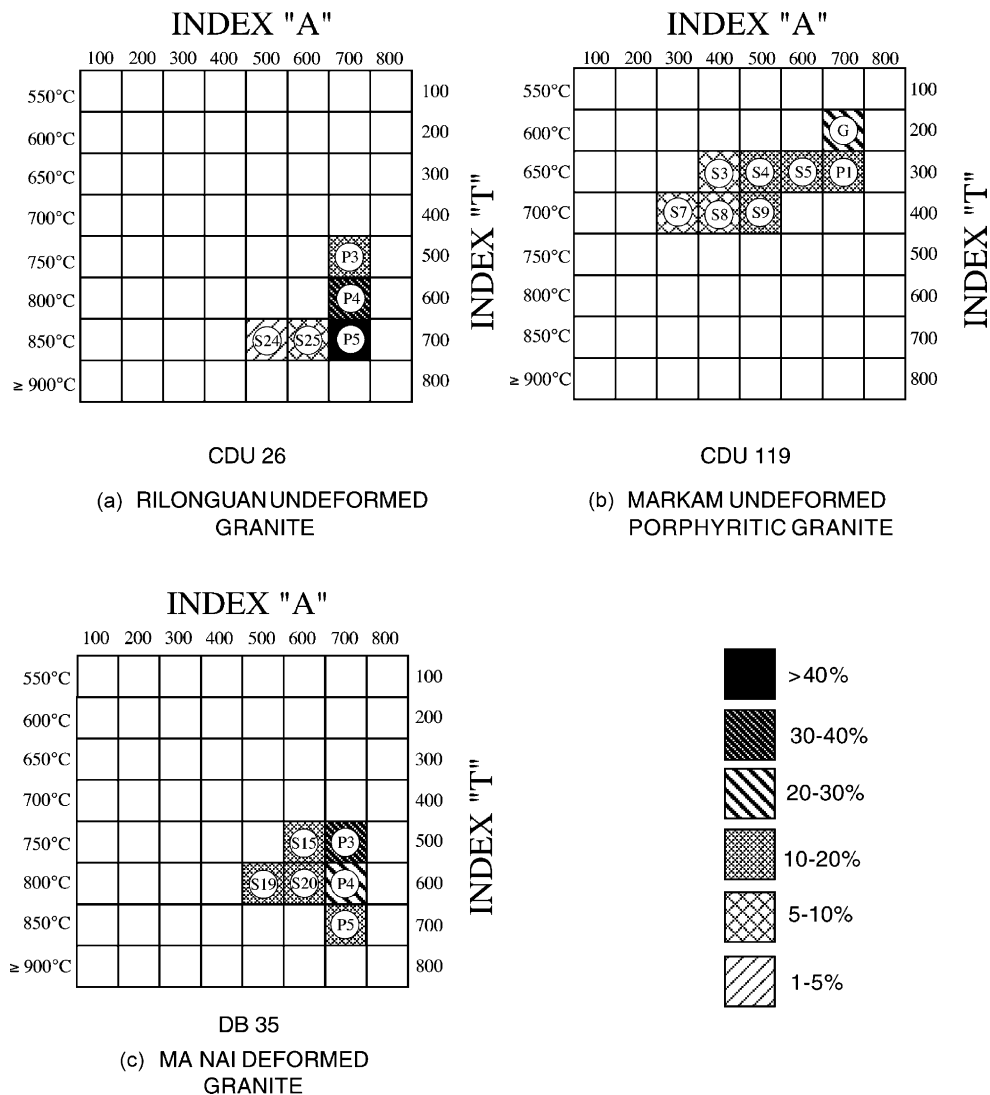 INDEX "A"
100 200 300 400 500 600 700 800
550°C 100
600°C 200
650°C 300
700°C 400
750°C P3 500
800°C P4 600
850°C S24 S25 P5 700
≥ 900°C 800
INDEX "T"
CDU 26
(a) RILONGUAN UNDEFORMED
GRANITE
INDEX "A"
100 200 300 400 500 600 700 800
550°C 100
600°C G 200
650°C S3 S4 S5 P1 300
700°C S7 S8 S9 400
750°C 500
800°C 600
850°C 700
≥ 900°C 800
INDEX "T"
CDU 119
(b) MARKAM UNDEFORMED
PORPHYRITIC GRANITE
INDEX "A"
100 200 300 400 500 600 700 800
550°C 100
600°C 200
650°C 300
700°C 400
750°C S15 P3 500
800°C S19 S20 P4 600
850°C P5 700
≥ 900°C 800
INDEX "T"
DB 35
(c) MA NAI DEFORMED
GRANITE
>40%
30-40%
20-30%
10-20%
5-10%
1-5%